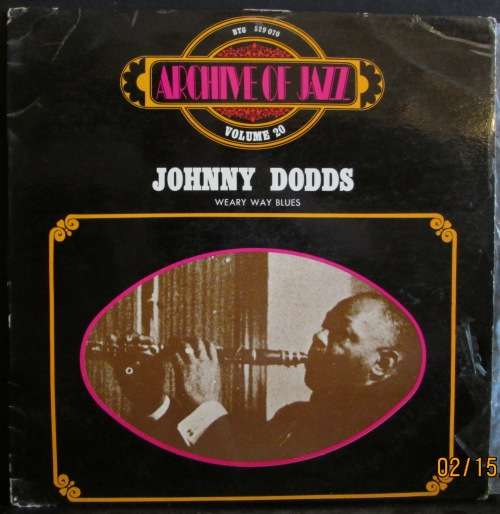 BYG 529 070
ARCHIVE OF JAZZ
VOLUME 20
JOHNNY DODDS
WEARY WAY BLUES
02/15